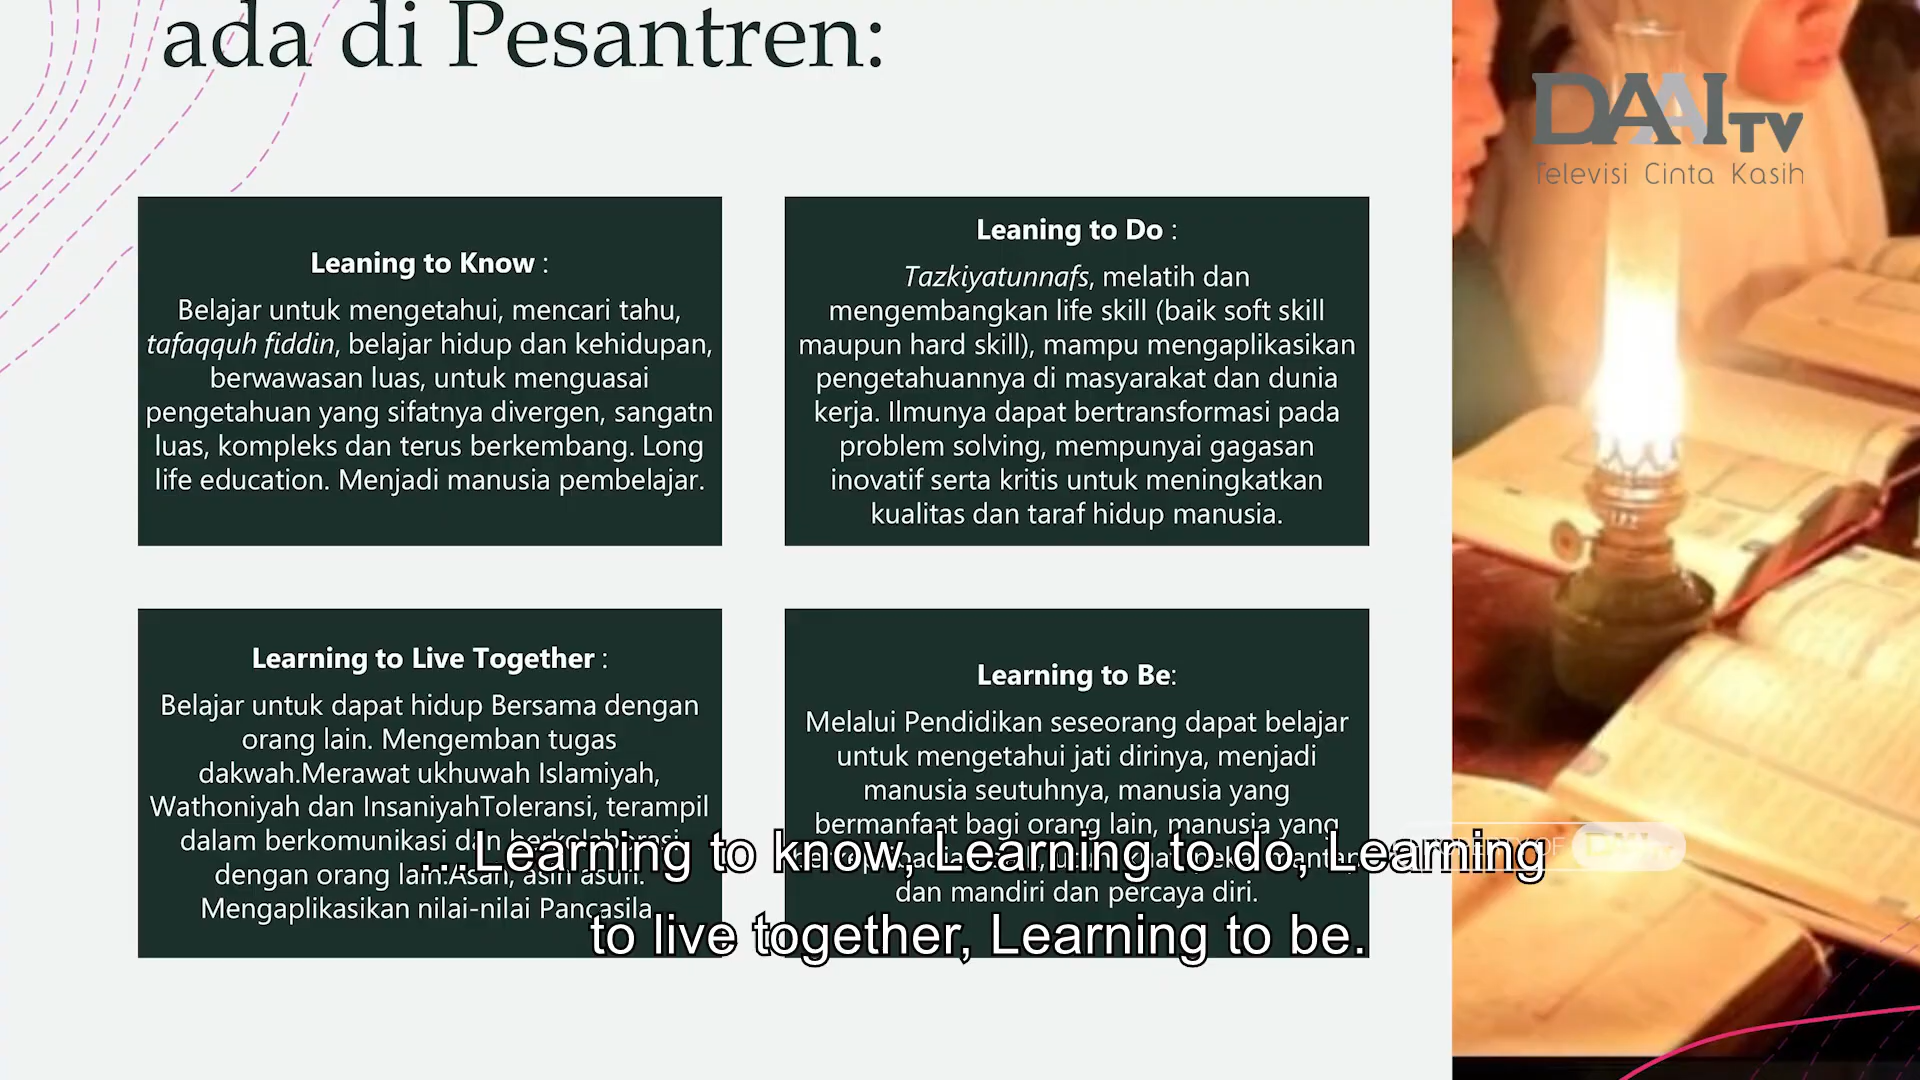 ada di Pesantren:
DAAI TV
Televisi Cinta Kasih
Leaning to Know :
Belajar untuk mengetahui, mencari tahu,
tafaqquh fiddin, belajar hidup dan kehidupan,
berwawasan luas, untuk menguasai
pengetahuan yang sifatnya divergen, sangatn
luas, kompleks dan terus berkembang. Long
life education. Menjadi manusia pembelajar.
Leaning to Do :
Tazkiyatunnafs, melatih dan
mengembangkan life skill (baik soft skill
maupun hard skill), mampu mengaplikasikan
pengetahuannya di masyarakat dan dunia
kerja. Ilmunya dapat bertransformasi pada
problem solving, mempunyai gagasan
inovatif serta kritis untuk meningkatkan
kualitas dan taraf hidup manusia.
Learning to Live Together :
Belajar untuk dapat hidup Bersama dengan
orang lain. Mengemban tugas
dakwah.Merawat ukhuwah Islamiyah,
Wathoniyah dan InsaniyahToleransi, terampil
dalam berkomunikasi dan berkolaborasi
dengan orang lain.Asah, asih asuh.
Mengaplikasikan nilai-nilai Pancasila
Learning to Be:
Melalui Pendidikan seseorang dapat belajar
untuk mengetahui jati dirinya, menjadi
manusia seutuhnya, manusia yang
bermanfaat bagi orang lain, manusia yang
dan mandiri dan percaya diri.
...Learning to know, Learning to do, Learning
to live together, Learning to be.